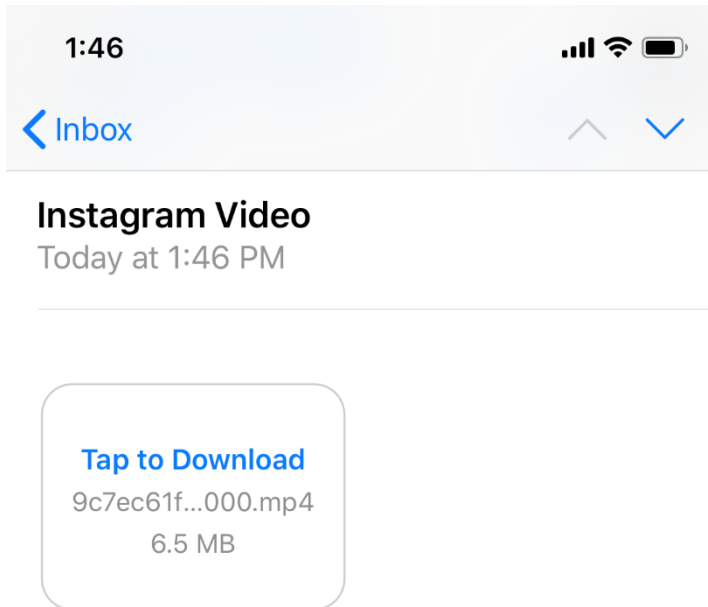 1:46
Inbox
Instagram Video
Today at 1:46 PM
Tap to Download
9c7ec61f...000.mp4
6.5 MB